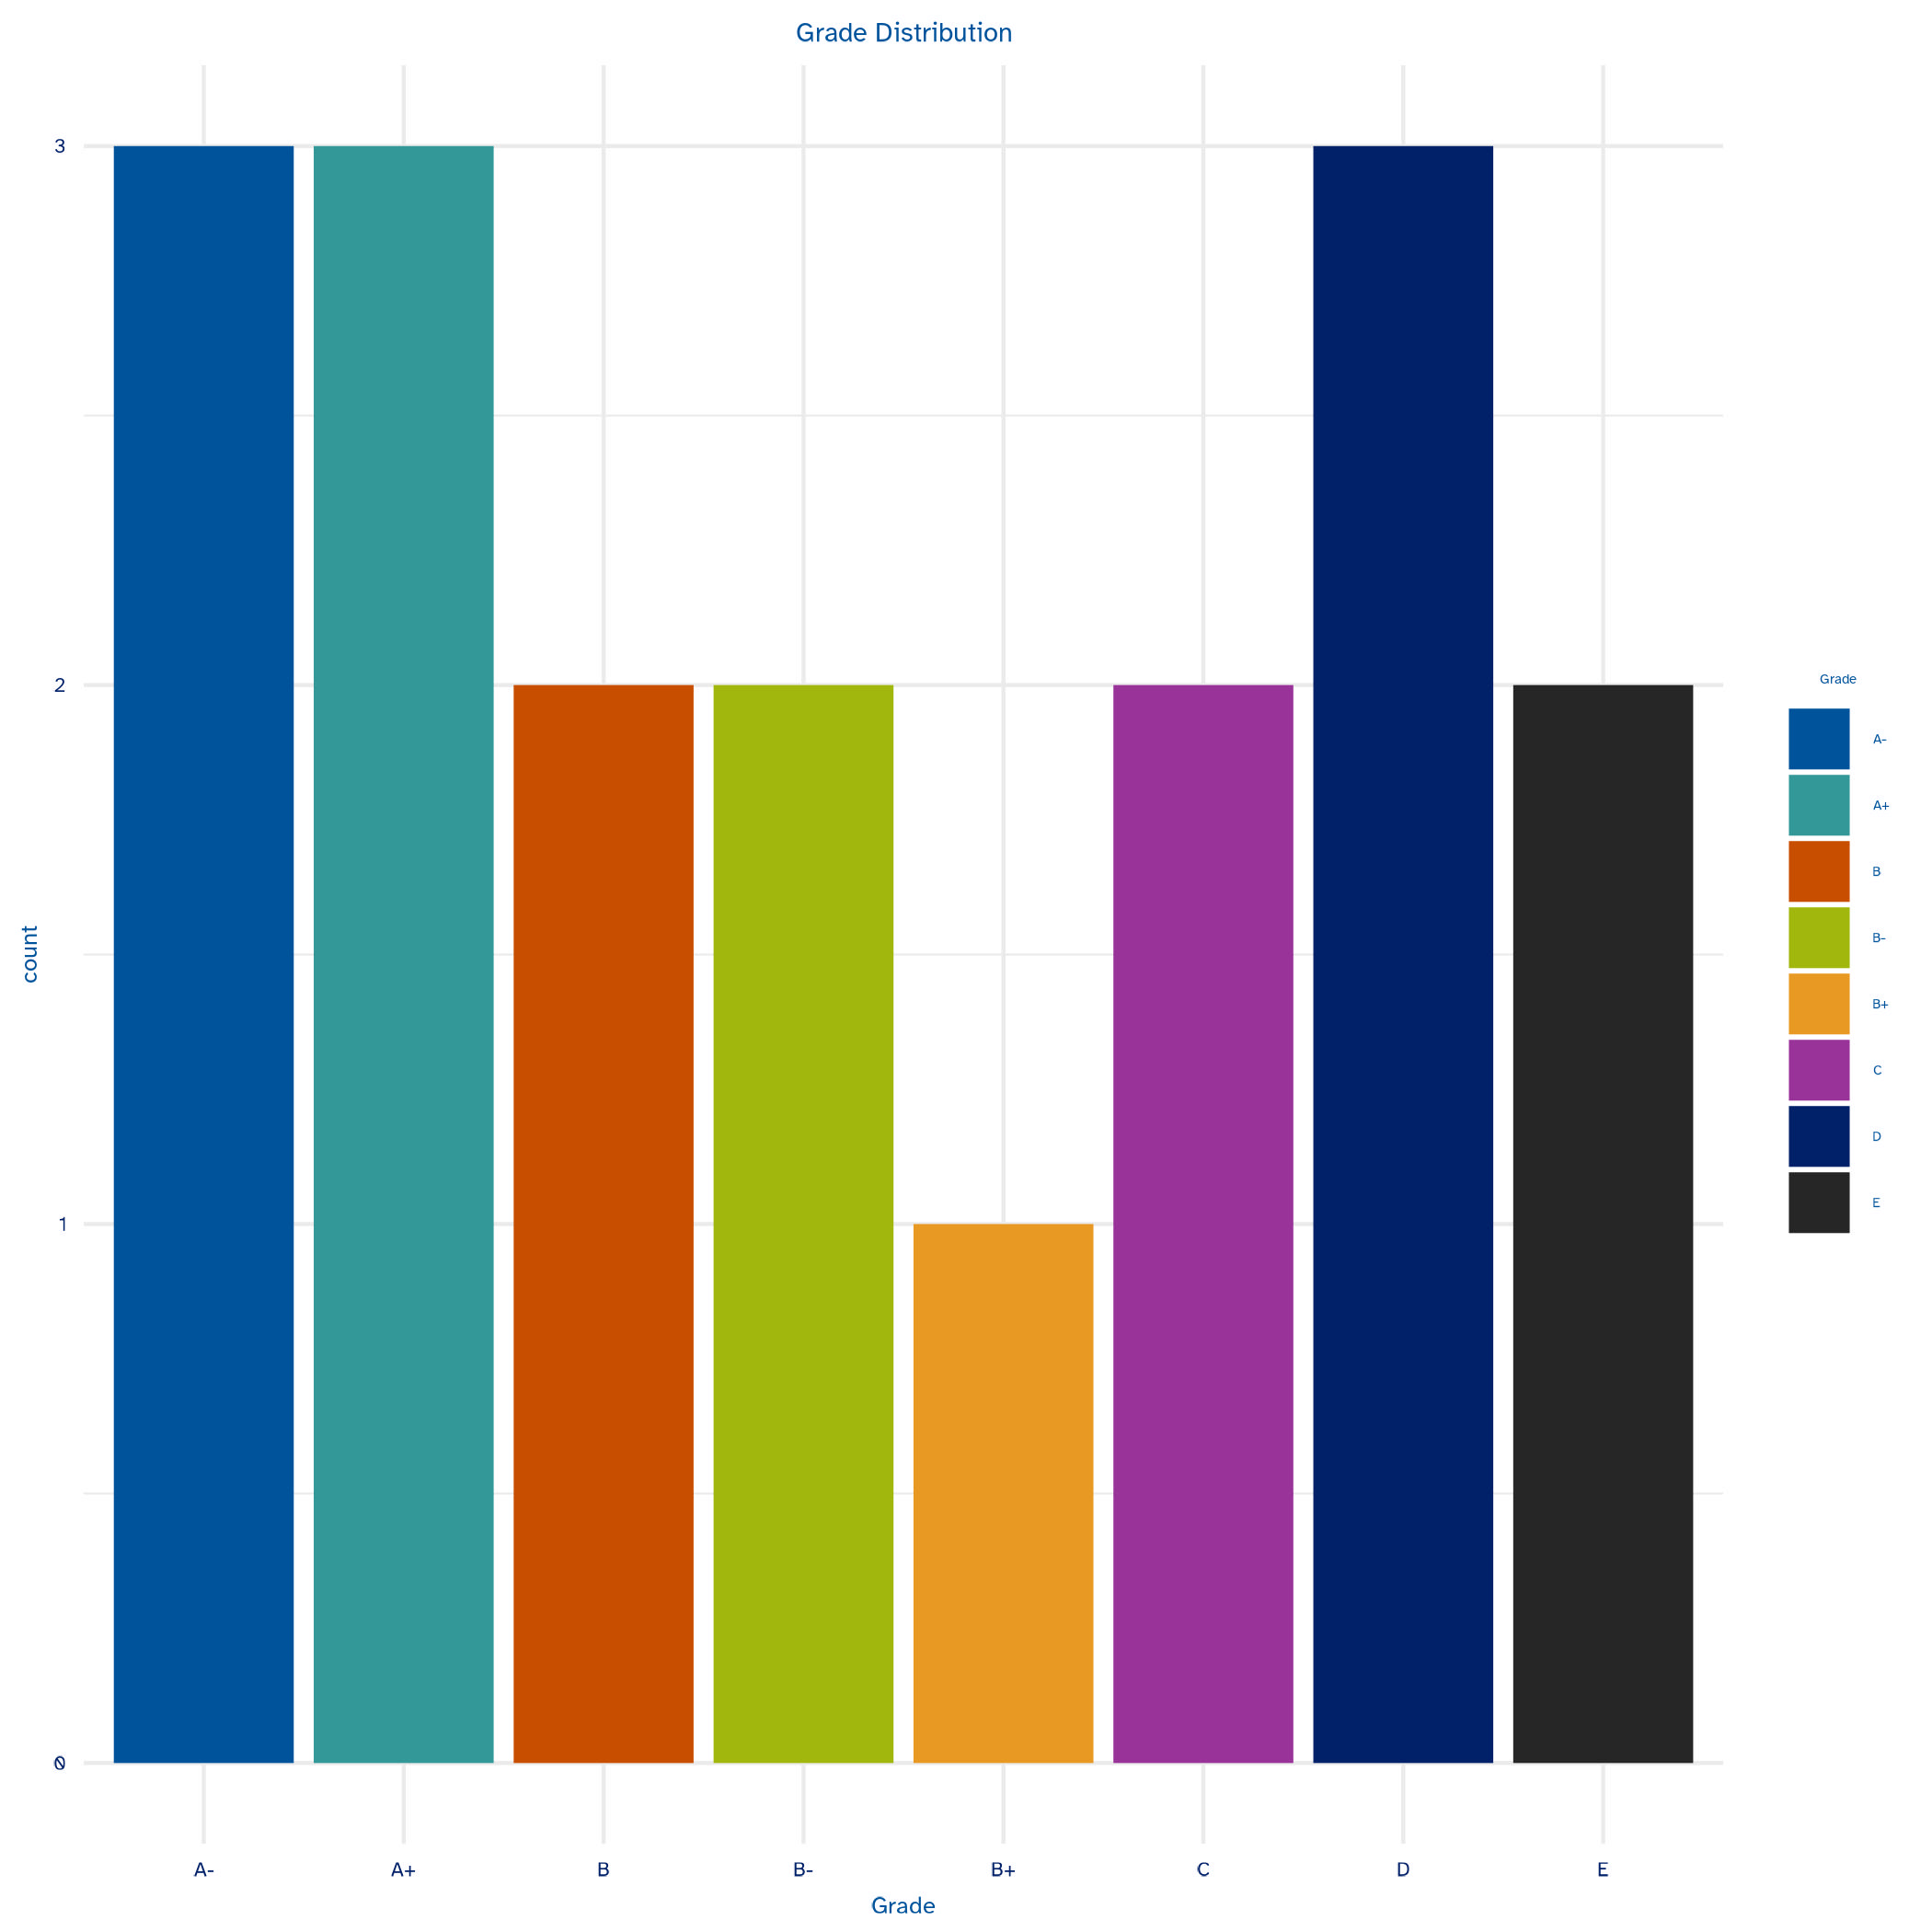 Grade Distribution
3
2
1
0
count
A-
A+
B
B-
B+
C
D
E
Grade
Grade
A-
A+
B
B-
B+
C
D
E